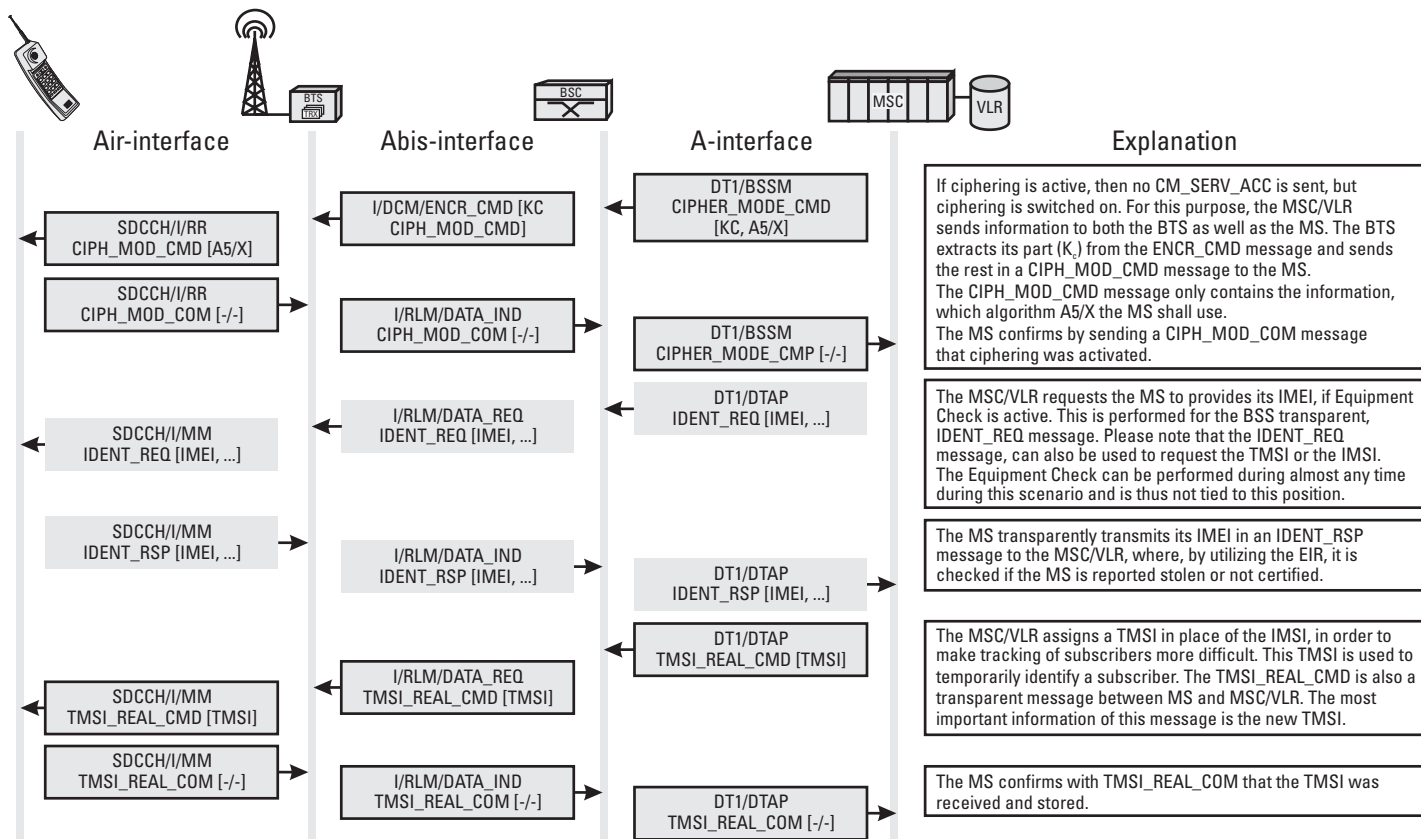 BTS
TRX
BSC
MSC
VLR
Air-interface
Abis-interface
A-interface
Explanation
DT1/BSSM
CIPHER_MODE_CMD
[KC, A5/X]
I/DCM/ENCR_CMD [KC
CIPH_MOD_CMD]
SDCCH/I/RR
CIPH_MOD_CMD [A5/X]
SDCCH/I/RR
CIPH_MOD_COM [-/-]
I/RLM/DATA_IND
CIPH_MOD_COM [-/-]
DT1/BSSM
CIPHER_MODE_CMP [-/-]
If ciphering is active, then no CM_SERV_ACC is sent, but
ciphering is switched on. For this purpose, the MSC/VLR
sends information to both the BTS as well as the MS. The BTS
extracts its part (Kc) from the ENCR_CMD message and sends
the rest in a CIPH_MOD_CMD message to the MS.
The CIPH_MOD_CMD message only contains the information,
which algorithm A5/X the MS shall use.
The MS confirms by sending a CIPH_MOD_COM message
that ciphering was activated.
DT1/DTAP
IDENT_REQ [IMEI, ...]
I/RLM/DATA_REQ
IDENT_REQ [IMEI, ...]
SDCCH/I/MM
IDENT_REQ [IMEI, ...]
The MSC/VLR requests the MS to provides its IMEI, if Equipment
Check is active. This is performed for the BSS transparent,
IDENT_REQ message. Please note that the IDENT_REQ
message, can also be used to request the TMSI or the IMSI.
The Equipment Check can be performed during almost any time
during this scenario and is thus not tied to this position.
SDCCH/I/MM
IDENT_RSP [IMEI, ...]
I/RLM/DATA_IND
IDENT_RSP [IMEI, ...]
DT1/DTAP
IDENT_RSP [IMEI, ...]
The MS transparently transmits its IMEI in an IDENT_RSP
message to the MSC/VLR, where, by utilizing the EIR, it is
checked if the MS is reported stolen or not certified.
DT1/DTAP
TMSI_REAL_CMD [TMSI]
I/RLM/DATA_REQ
TMSI_REAL_CMD [TMSI]
SDCCH/I/MM
TMSI_REAL_CMD [TMSI]
The MSC/VLR assigns a TMSI in place of the IMSI, in order to
make tracking of subscribers more difficult. This TMSI is used to
temporarily identify a subscriber. The TMSI_REAL_CMD is also a
transparent message between MS and MSC/VLR. The most
important information of this message is the new TMSI.
SDCCH/I/MM
TMSI_REAL_COM [-/-]
I/RLM/DATA_IND
TMSI_REAL_COM [-/-]
DT1/DTAP
TMSI_REAL_COM [-/-]
The MS confirms with TMSI_REAL_COM that the TMSI was
received and stored.